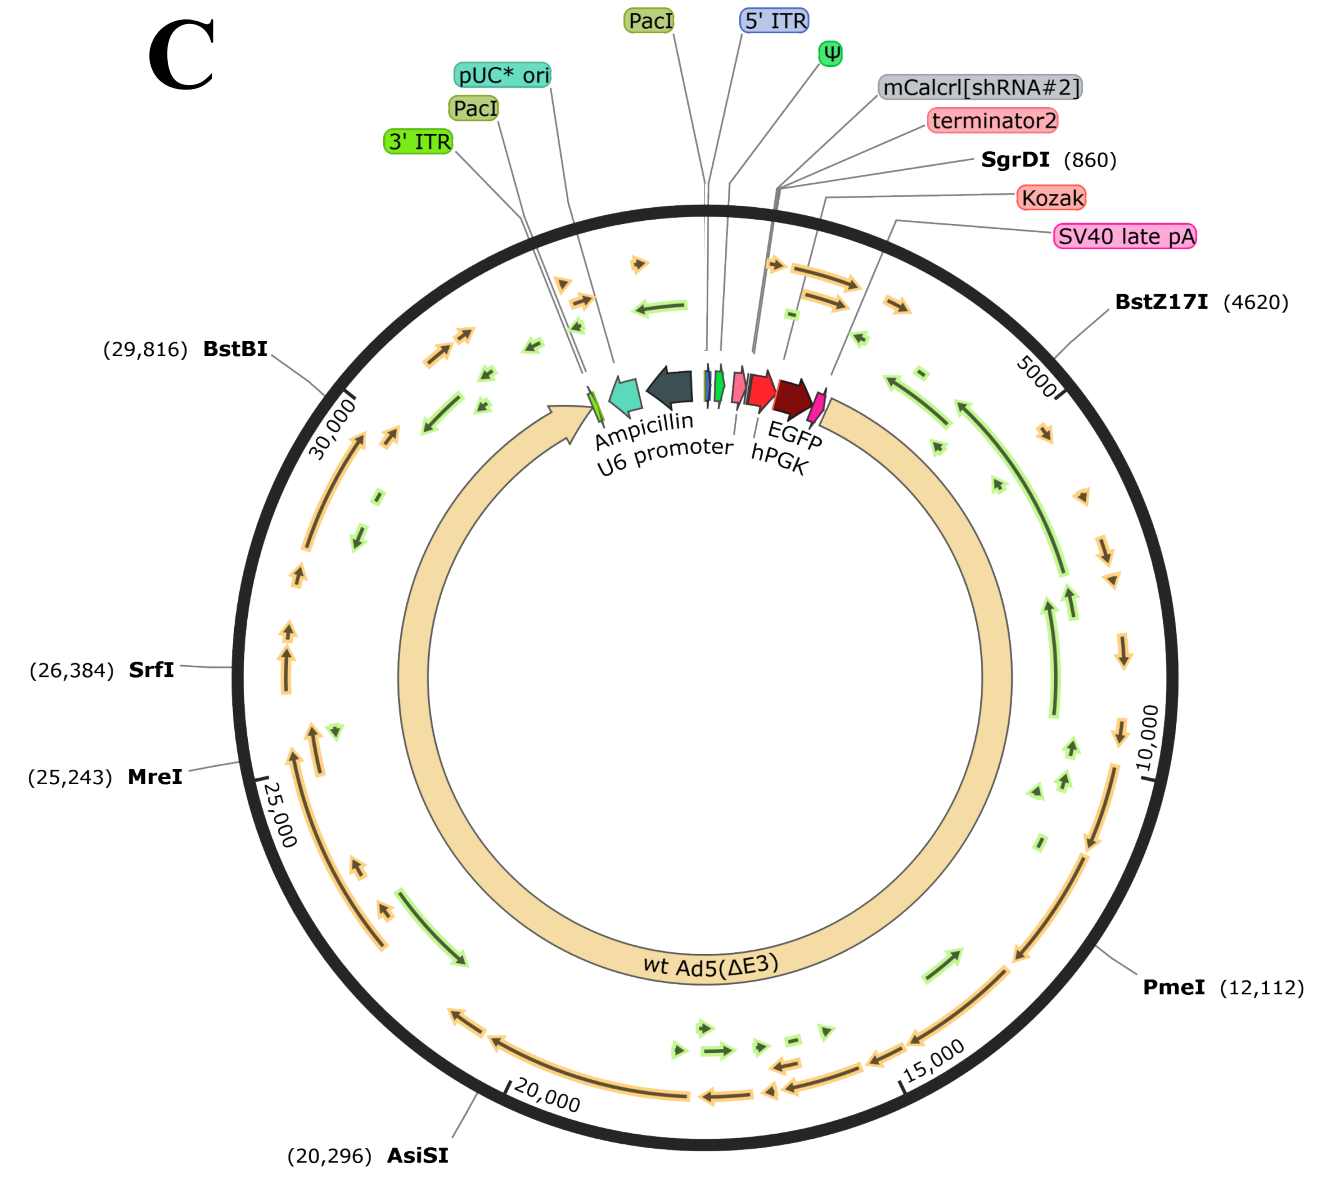 C
PacI
5' ITR
Ψ
pUC* ori
mCalcrl[shRNA#2]
PacI
terminator2
3' ITR
SgrDI (860)
Kozak
SV40 late pA
BstZ17I (4620)
(29,816) BstBI
5000
30,000
Ampicillin
EGFP
U6 promoter
hPGK
(26,384) SrfI
10,000
(25,243) MreI
25,000
wt Ad5(ΔE3)
PmeI (12,112)
15,000
20,000
(20,296) AsiSI